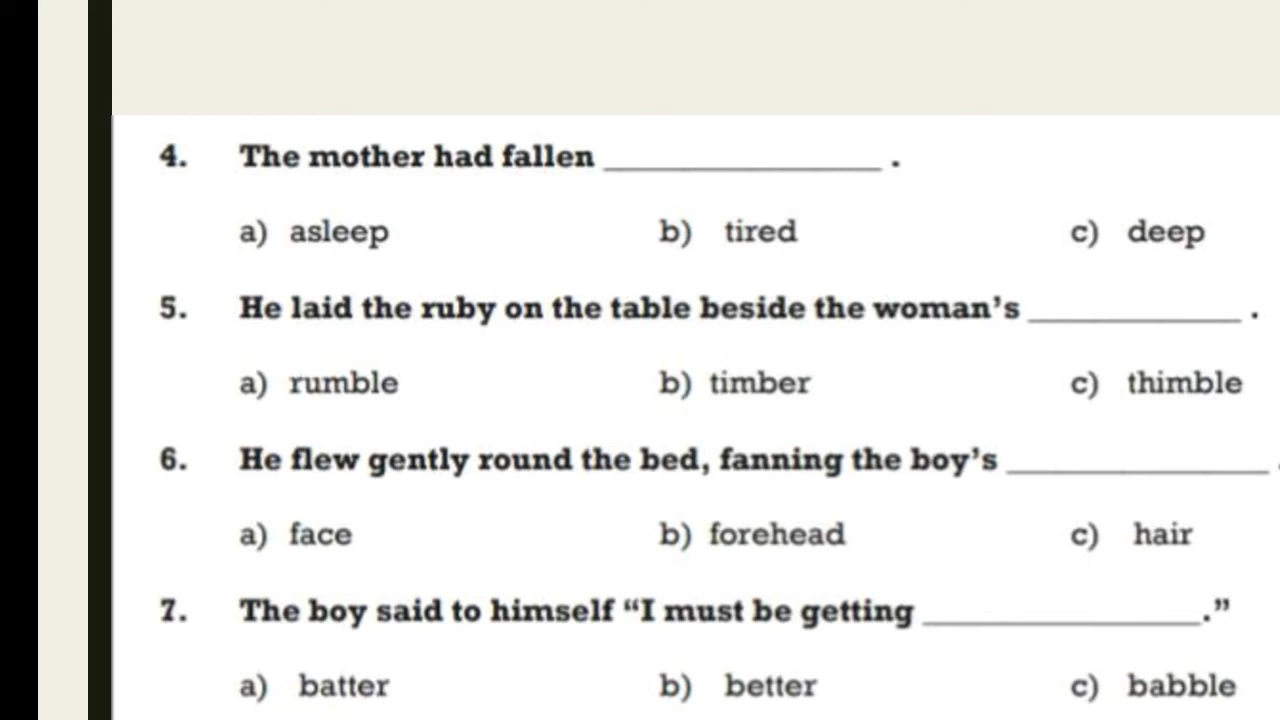 4. The mother had fallen ________________ .
a) asleep b) tired c) deep
5. He laid the ruby on the table beside the woman’s ____________ .
a) rumble b) timber c) thimble
6. He flew gently round the bed, fanning the boy’s _______________ .
a) face b) forehead c) hair
7. The boy said to himself “I must be getting ________________.”
a) batter b) better c) babble